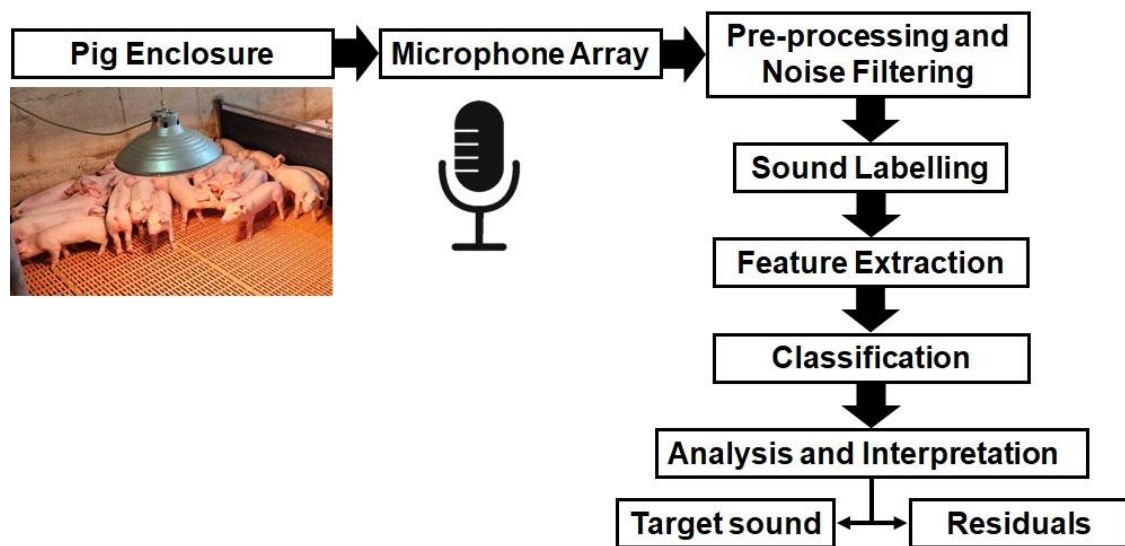 Pig Enclosure
Microphone Array
Pre-processing and
Noise Filtering
Sound Labelling
Feature Extraction
Classification
Analysis and Interpretation
Target sound
Residuals